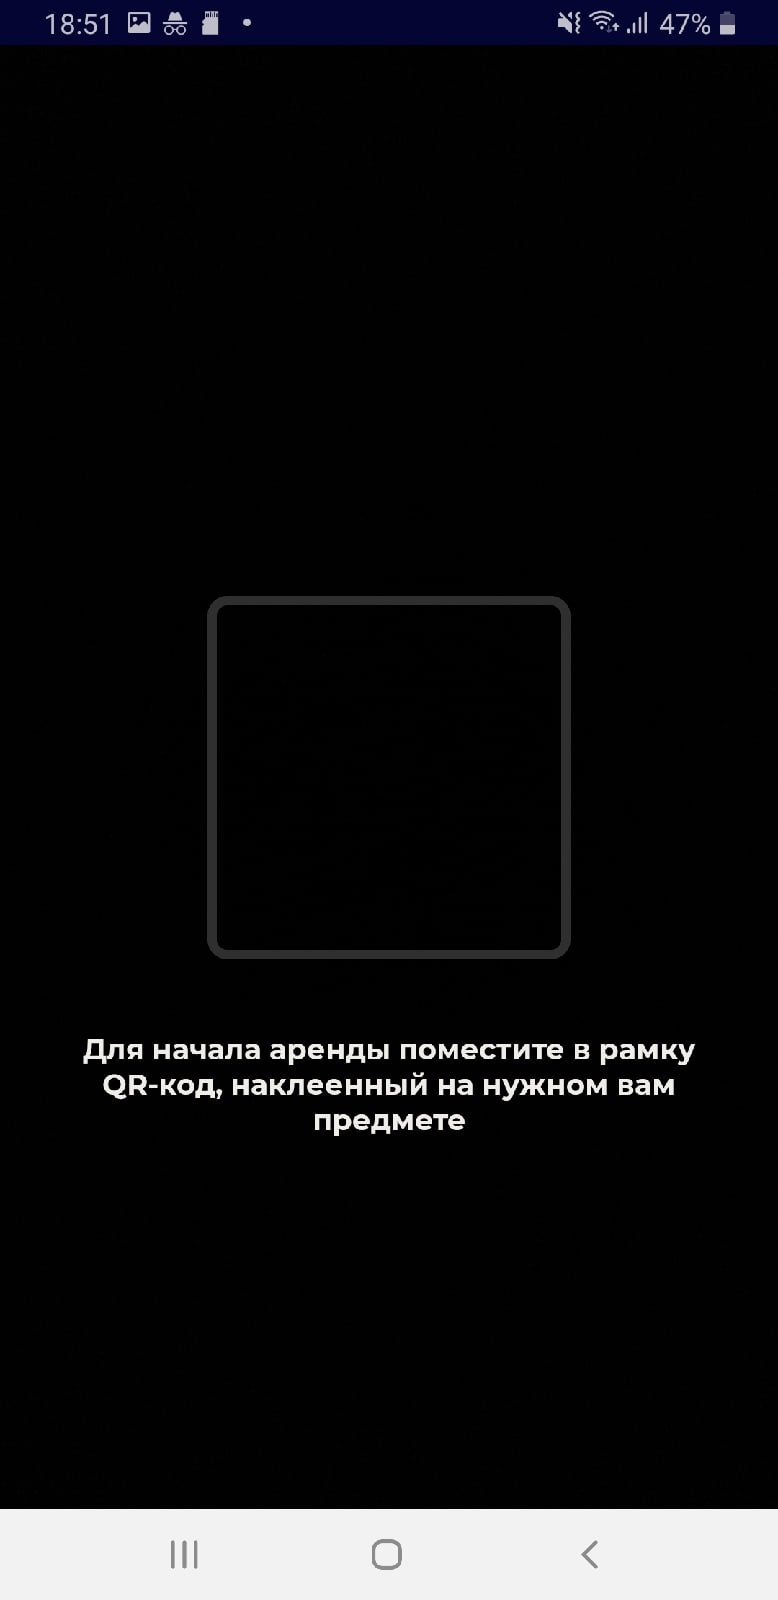 18:51
47%
Для начала аренды поместите в рамку
QR-код, наклеенный на нужном вам
предмете